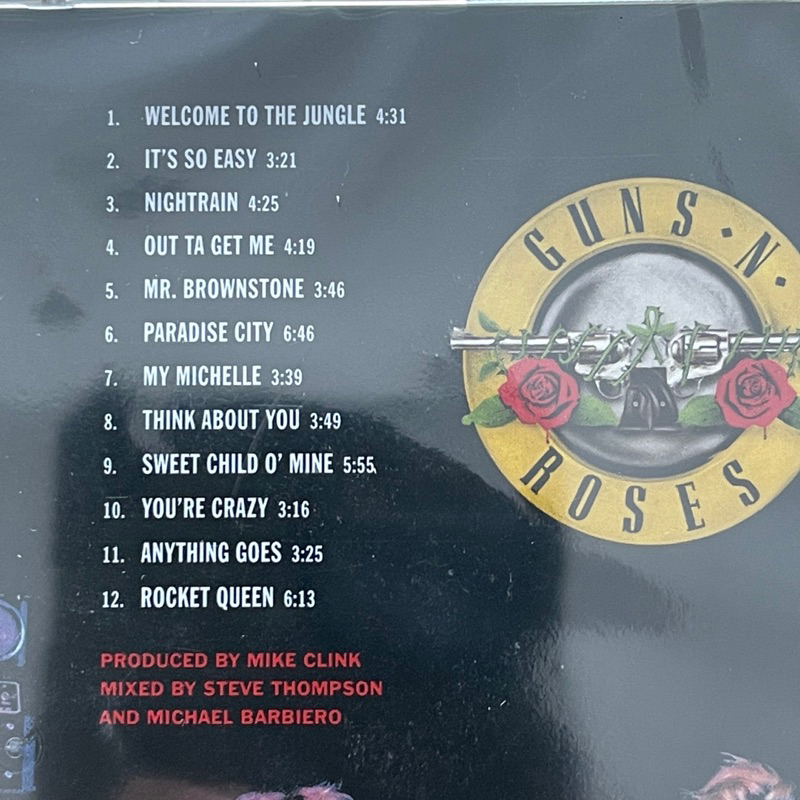 1. WELCOME TO THE JUNGLE 4:31
2. IT'S SO EASY 3:21
3. NIGHTRAIN 4:25
4. OUT TA GET ME 4:19
5. MR. BROWNSTONE 3:46
6. PARADISE CITY 6:46
7. MY MICHELLE 3:39
8. THINK ABOUT YOU 3:49
9. SWEET CHILD O' MINE 5:55
10. YOU'RE CRAZY 3:16
11. ANYTHING GOES 3:25
12. ROCKET QUEEN 6:13
PRODUCED BY MIKE CLINK
MIXED BY STEVE THOMPSON
AND MICHAEL BARBIERO
GUNS • N •
ROSES